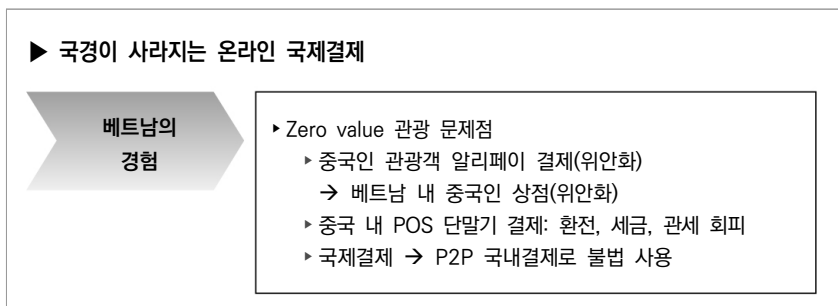 ▶ 국경이 사라지는 온라인 국제결제
베트남의
경험
▸Zero value 관광 문제점
▸중국인 관광객 알리페이 결제(위안화)
→ 베트남 내 중국인 상점(위안화)
▸중국 내 POS 단말기 결제: 환전, 세금, 관세 회피
▸국제결제 → P2P 국내결제로 불법 사용